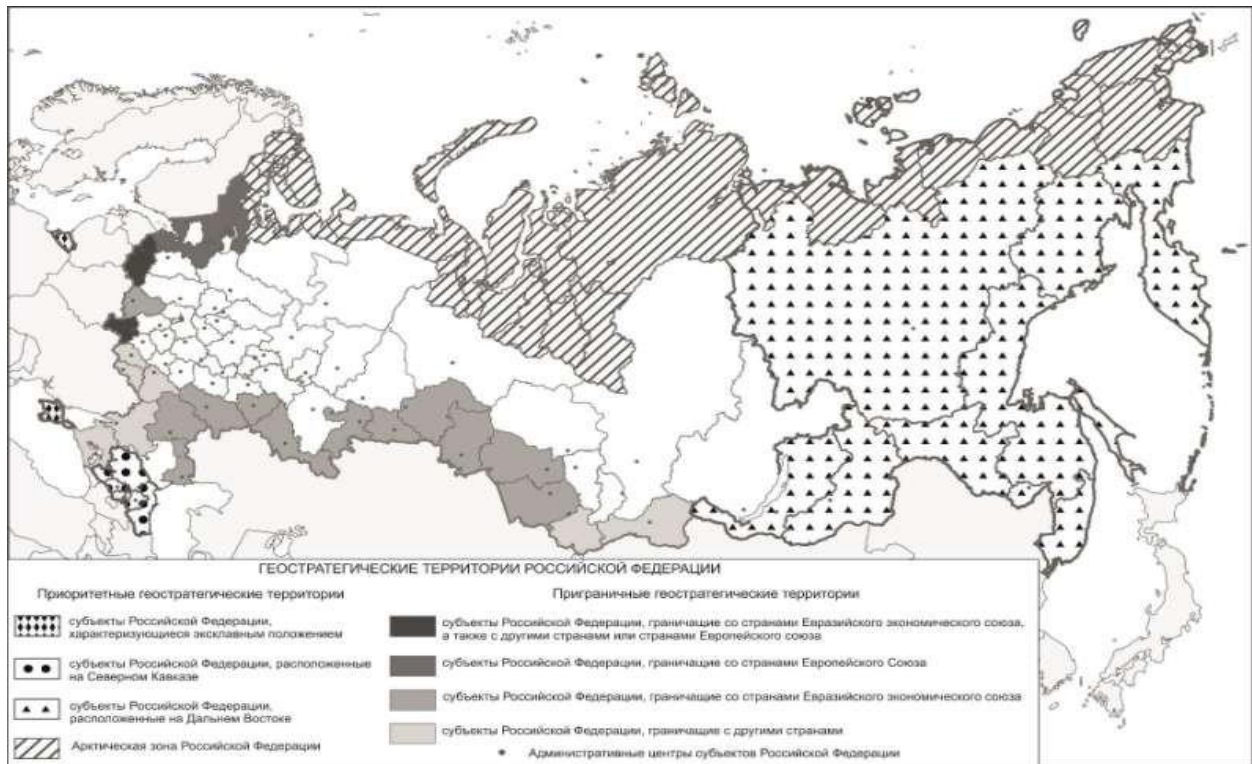 ГЕОСТРАТЕГИЧЕСКИЕ ТЕРРИТОРИИ РОССИЙСКОЙ ФЕДЕРАЦИИ
Приоритетные геостратегические территории
субъекты Российской Федерации,
характеризующиеся эксклавным положением
субъекты Российской Федерации, расположенные
на Северном Кавказе
субъекты Российской Федерации,
расположенные на Дальнем Востоке
Арктическая зона Российской Федерации
Приграничные геостратегические территории
субъекты Российской Федерации, граничащие со странами Евразийского экономического союза,
а также с другими странами или странами Европейского союза
субъекты Российской Федерации, граничащие со странами Европейского Союза
субъекты Российской Федерации, граничащие со странами Евразийского экономического союза
субъекты Российской Федерации, граничащие с другими странами
Административные центры субъектов Российской Федерации